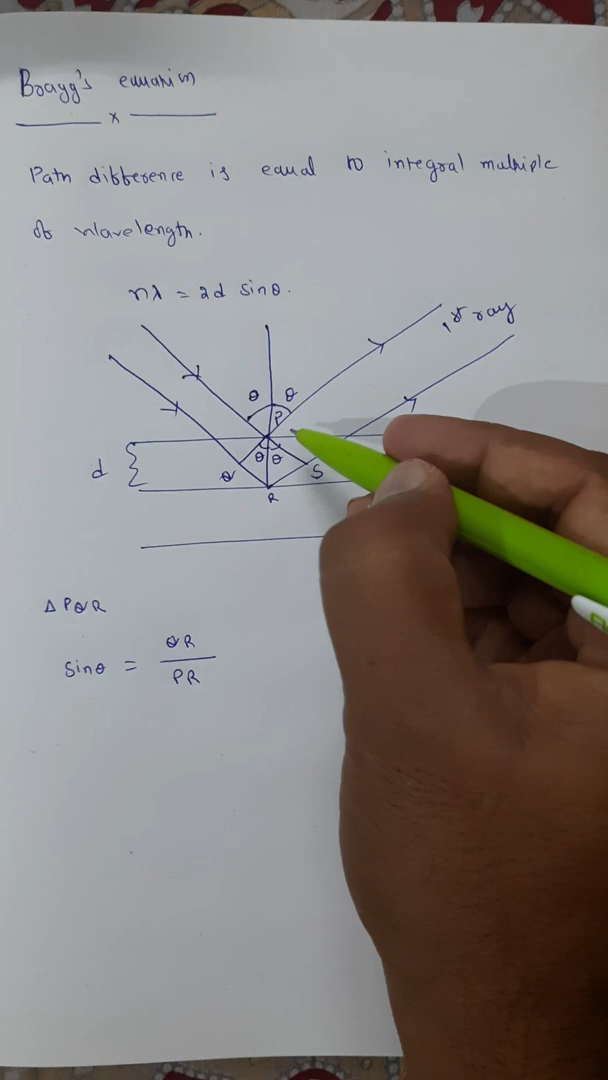 Bragg's equation
x
Path difference is equal to integral multiple
of wavelength.
nλ = 2d sinθ.
1st ray
θ θ
P
d
θ θ
Q S
R
Δ PQR
sinθ = QR / PR